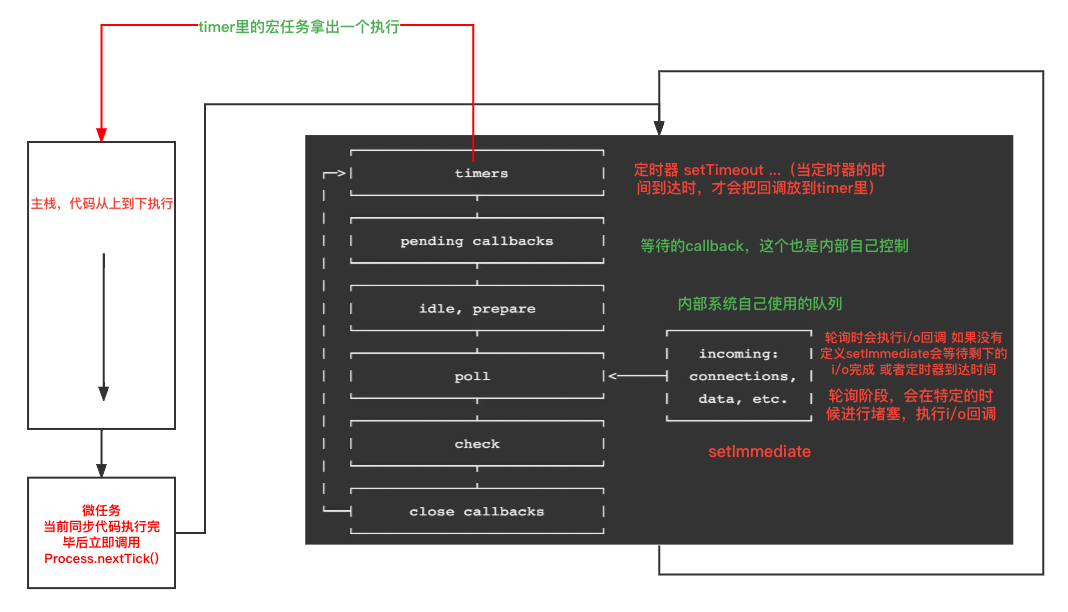 timer里的宏任务拿出一个执行
主栈，代码从上到下执行
微任务
当前同步代码执行完
毕后立即调用
Process.nextTick()
timers
定时器 setTimeout ...（当定时器的时
间到达时，才会把回调放到timer里）
pending callbacks
等待的callback，这个也是内部自己控制
idle, prepare
内部系统自己使用的队列
poll
incoming:
connections,
data, etc.
轮询时会执行i/o回调 如果没有
定义setImmediate会等待剩下的
i/o完成 或者定时器到达时间
轮询阶段，会在特定的时
候进行堵塞，执行i/o回调
check
setImmediate
close callbacks